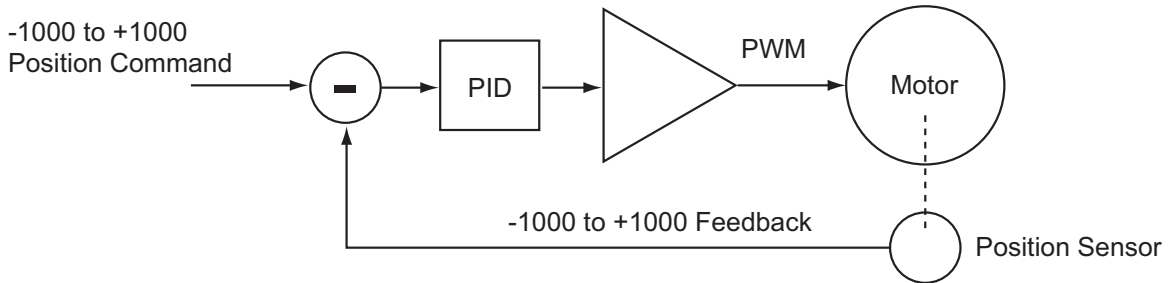 -1000 to +1000
Position Command
-
PID
PWM
Motor
-1000 to +1000 Feedback
Position Sensor